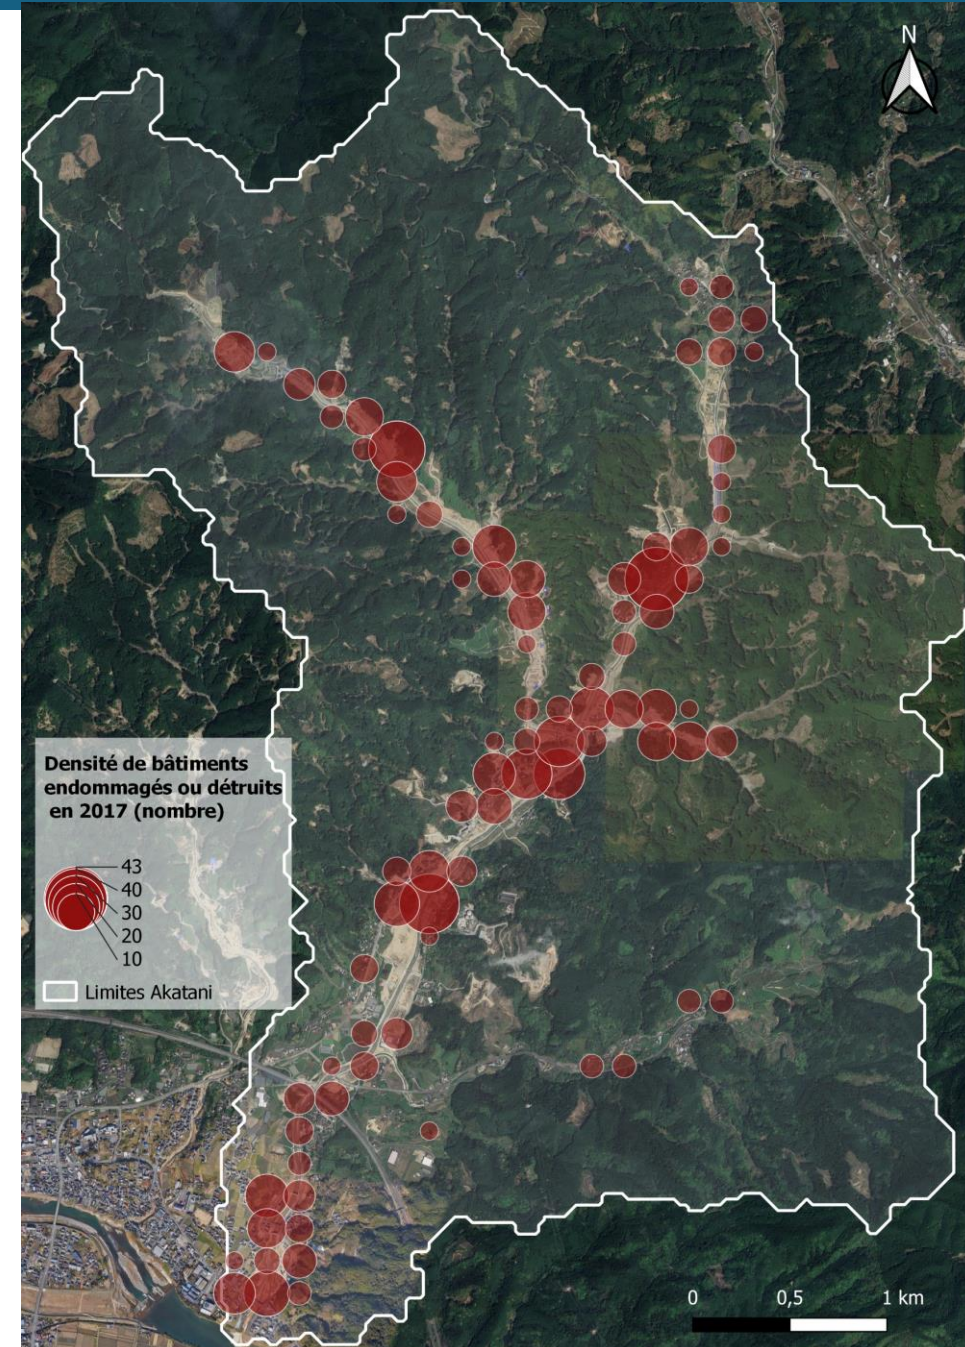 N
Densité de bâtiments
endommagés ou détruits
en 2017 (nombre)
43
40
30
20
10
Limites Akatani
0 0,5 1 km